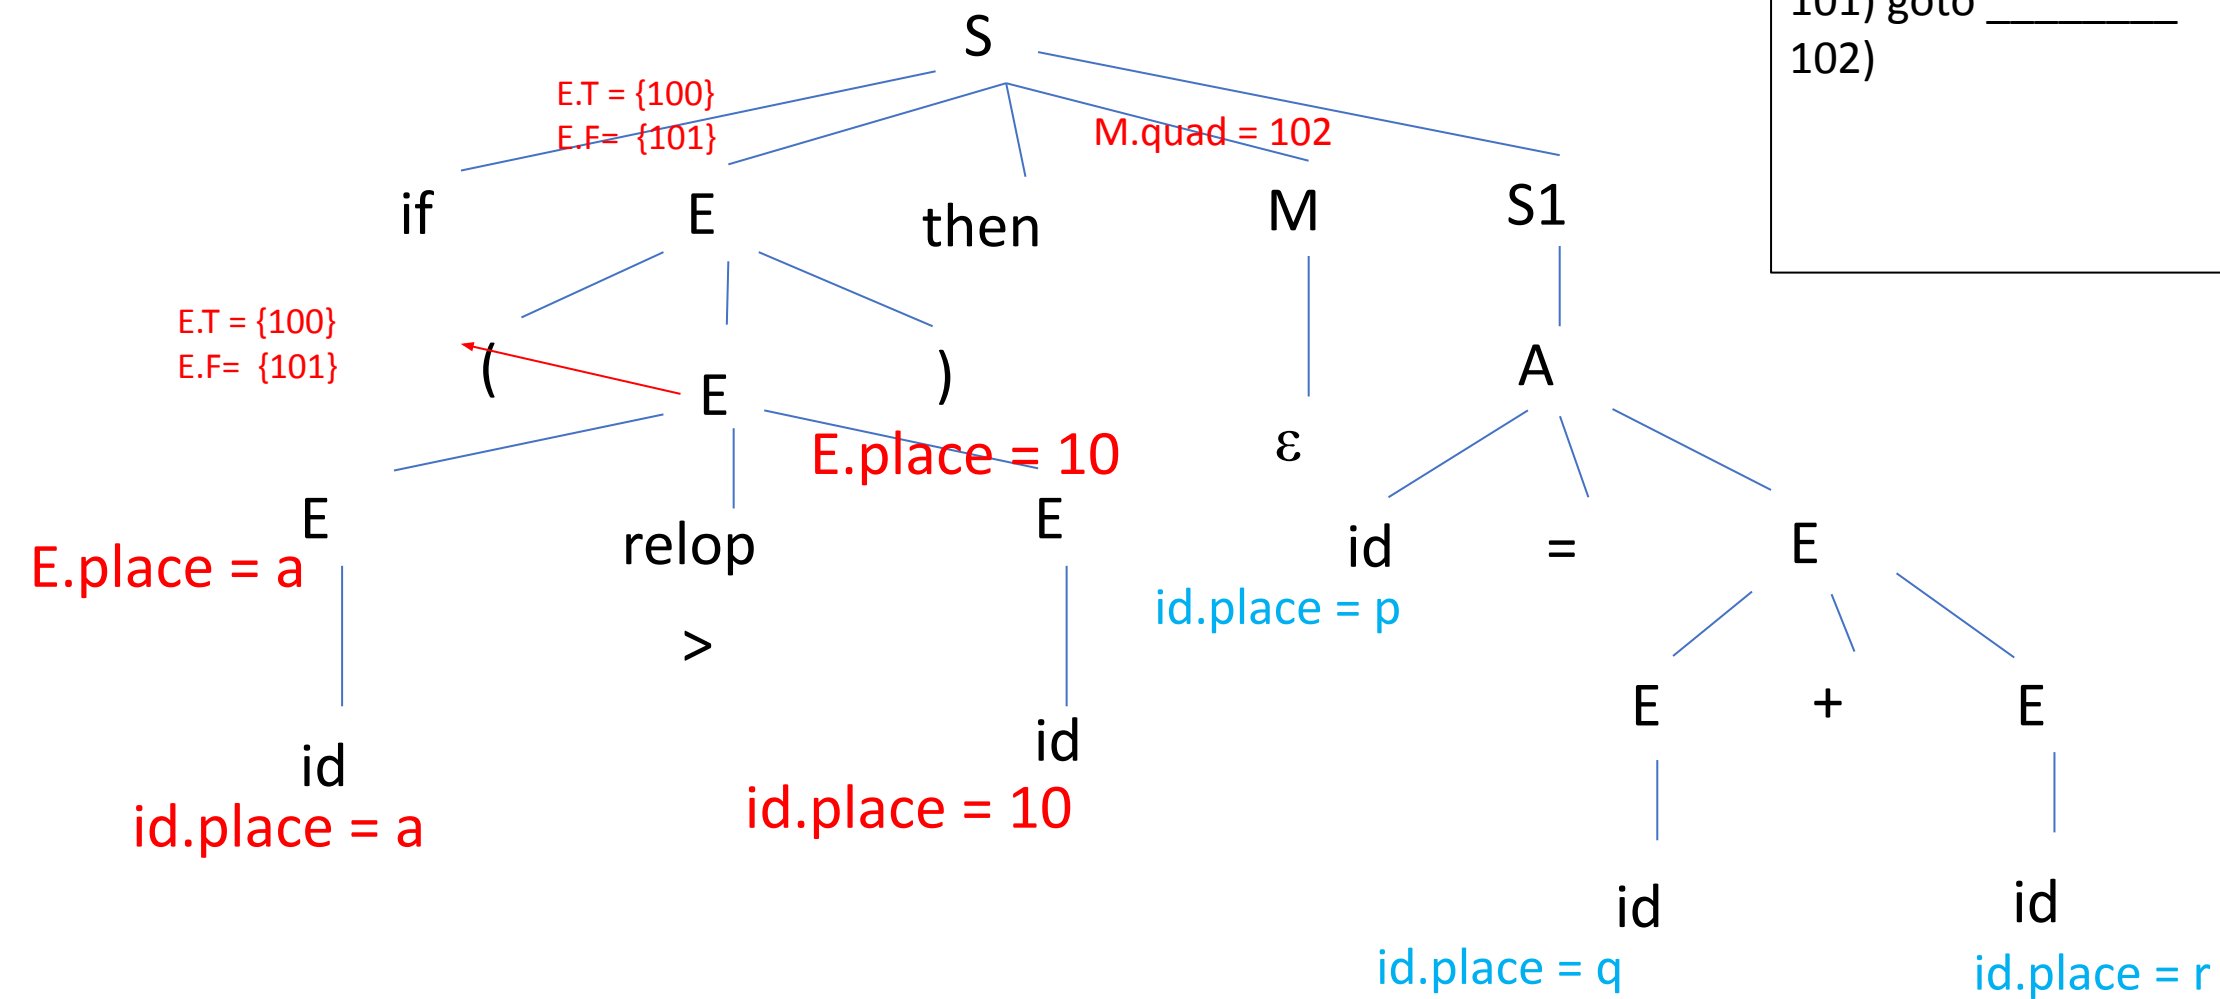 101) goto ________
102)
S
E.T = {100}
E.F= {101}
M.quad = 102
if E then M S1
E.T = {100}
E.F= {101}
( E ) A
E.place = 10
ε
E relop E id = E
E.place = a
id.place = p
>
E + E
id id
id.place = a
id.place = 10
id id
id.place = q
id.place = r